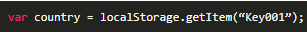 var country = localStorage.getItem(“Key001”);